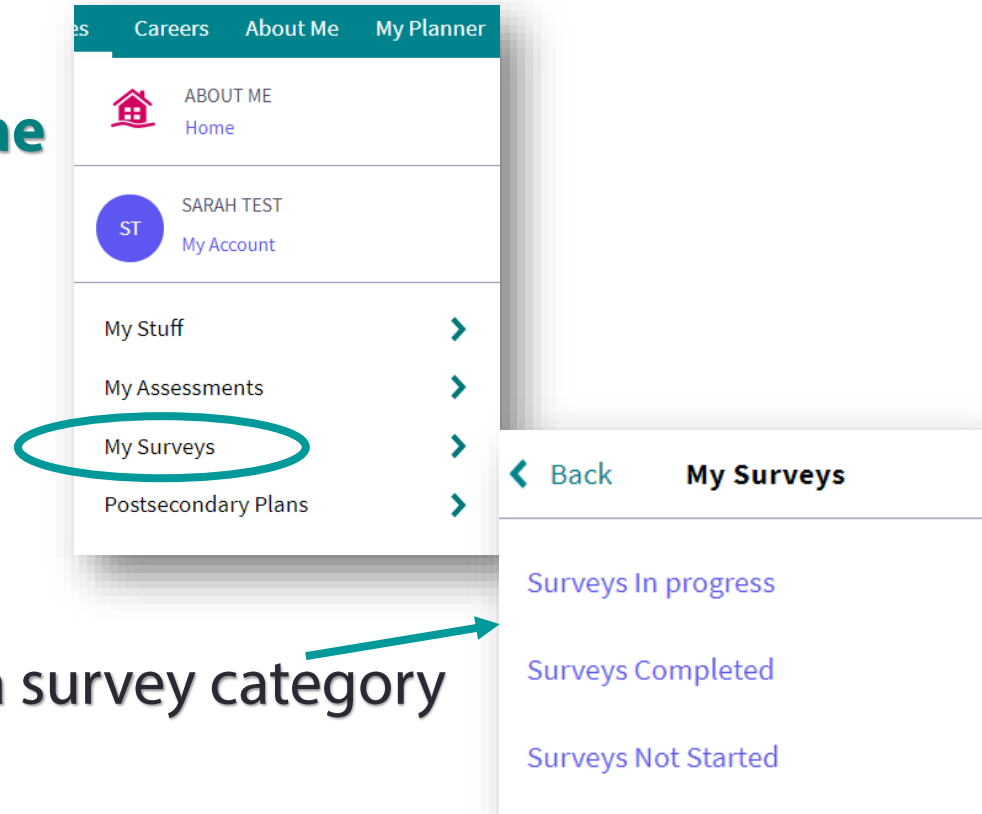 es Careers About Me My Planner
ABOUT ME
Home
ne
SARAH TEST
ST
My Account
My Stuff
My Assessments
My Surveys
Postsecondary Plans
Back My Surveys
Surveys In progress
Surveys Completed
Surveys Not Started
a survey category